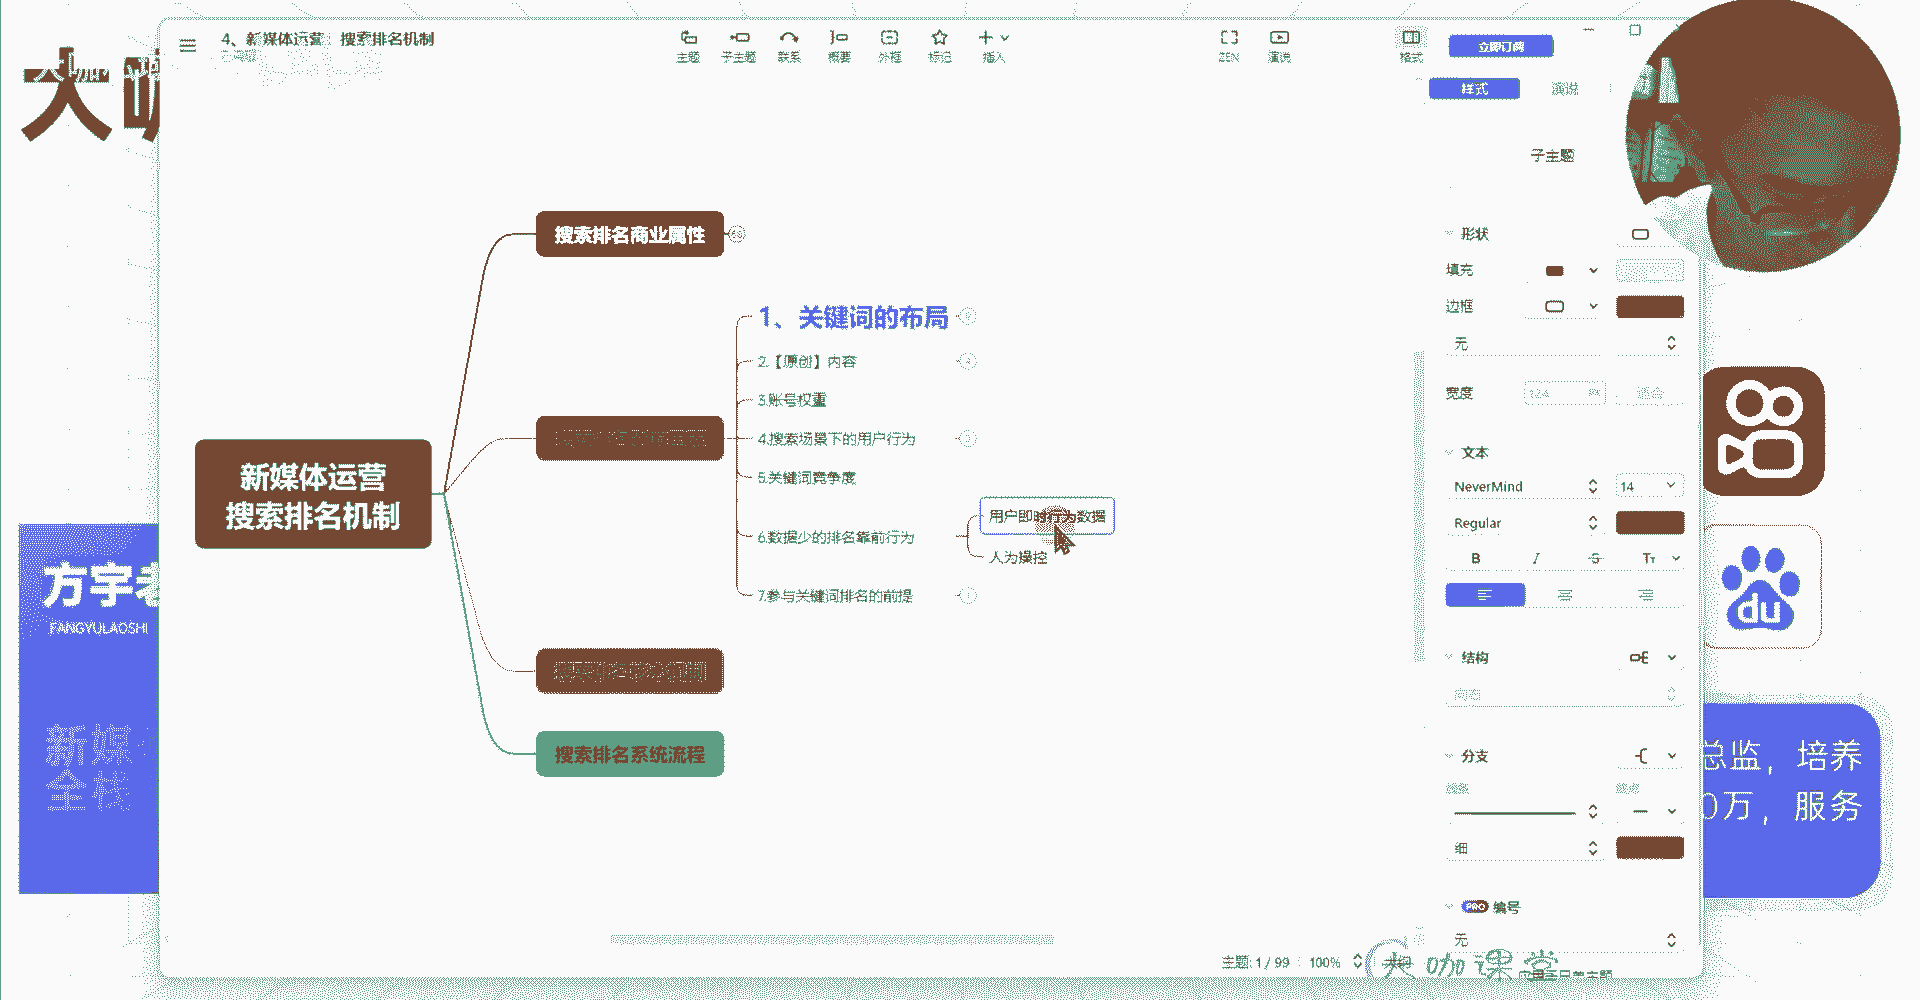 4、新媒体运营 搜索排名机制
已编辑
主题
子主题
联系
概要
外框
标记
插入
ZEN
演说
格式
立即订阅
样式
演说
子主题
大咖
搜索排名商业属性
1、关键词的布局
2.【原创】内容
3.账号权重
4.搜索场景下的用户行为
5.关键词竞争度
6.数据少的排名靠前行为
用户即时行为数据
人为操控
7.参与关键词排名的前提
新媒体运营
搜索排名机制
搜索排名系统流程
形状
填充
边框
无
宽度
124
PX
适合
文本
NeverMind
14
Regular
B
I
S
Tт
结构
向右
分支
细
PRO 编号
无
主题: 1 / 99
100%
大咖课堂
方宇老
FANGYULAOSHI
新媒
全栈
du
总监，培养
0万，服务